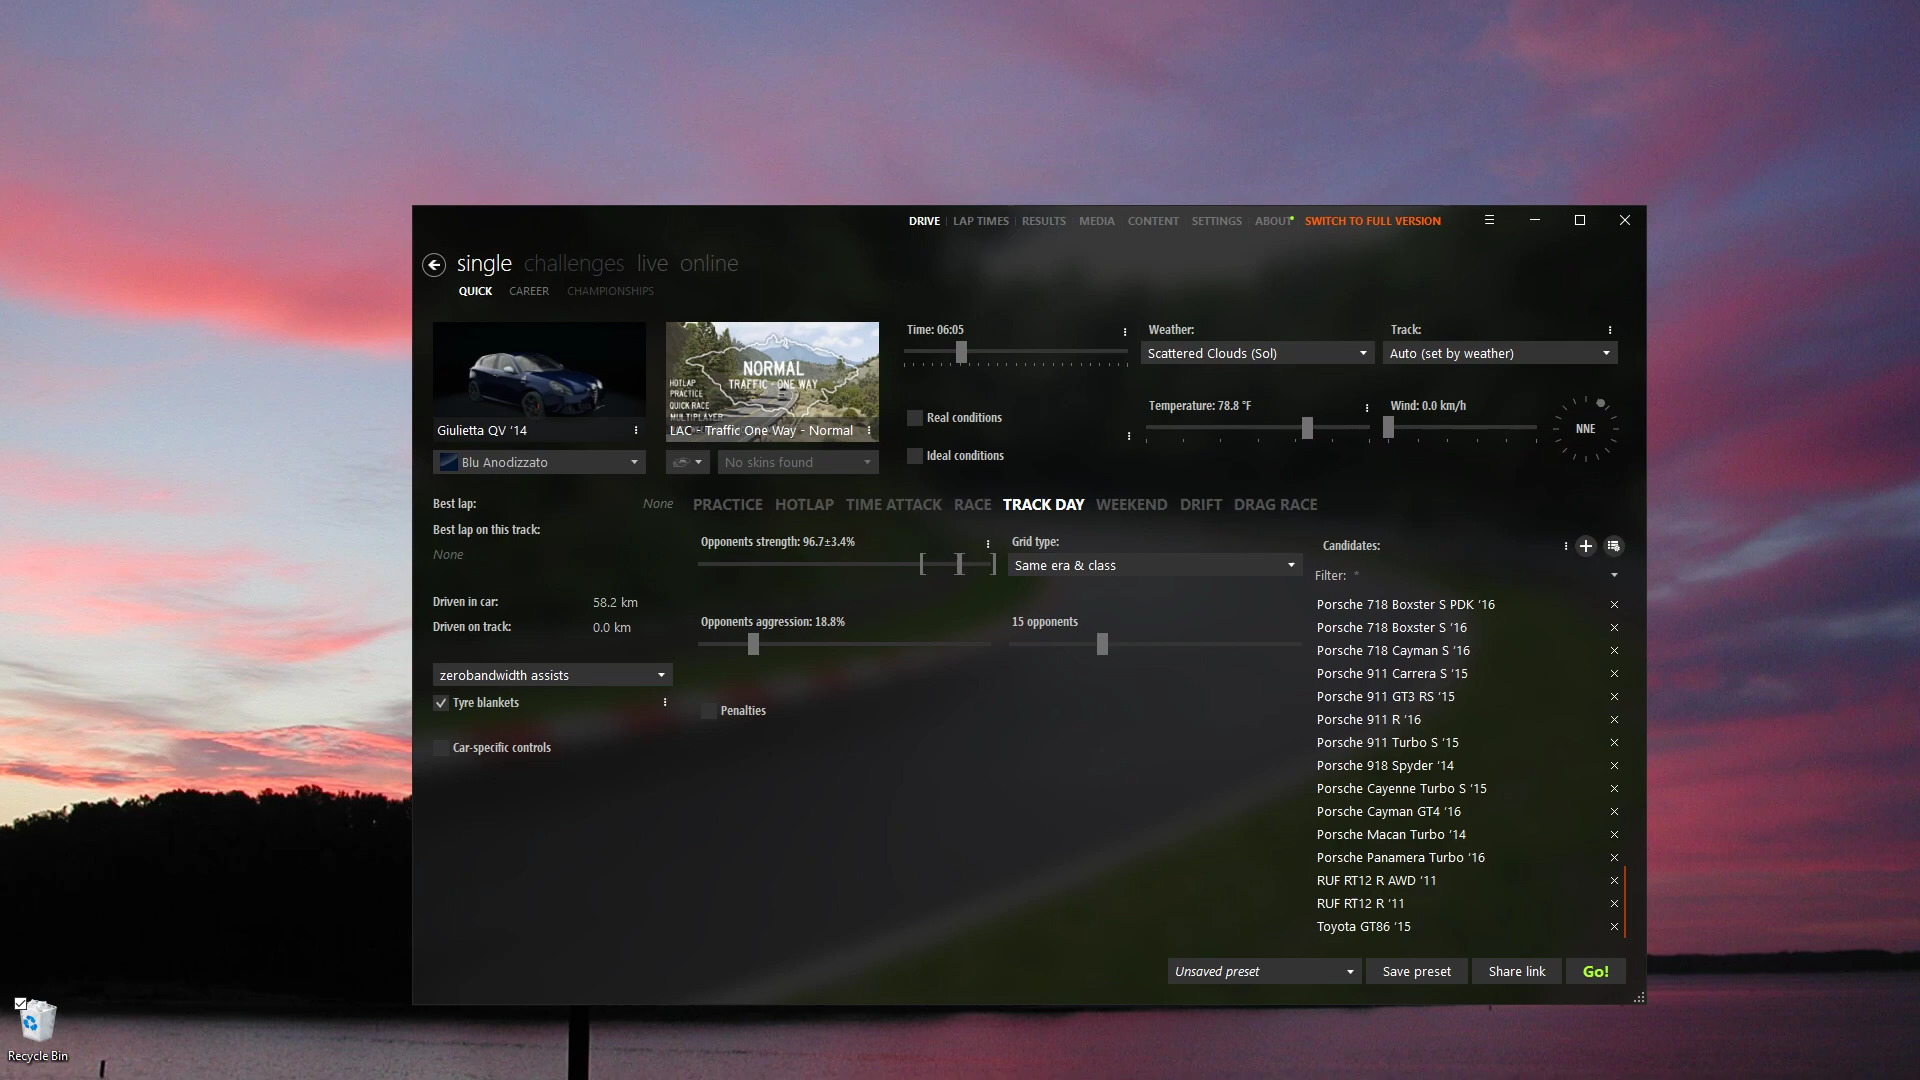 DRIVE LAP TIMES RESULTS MEDIA CONTENT SETTINGS ABOUT SWITCH TO FULL VERSION
single challenges live online
QUICK CAREER CHAMPIONSHIPS
Giulietta QV '14
Blu Anodizzato
NORMAL
TRAFFIC - ONE WAY
HOTLAP
PRACTICE
QUICK RACE
MULTIPLAYER
LAC - Traffic One Way - Normal
No skins found
Time: 06:05
Weather:
Scattered Clouds (Sol)
Track:
Auto (set by weather)
Real conditions
Ideal conditions
Temperature: 78.8 °F
Wind: 0.0 km/h
NNE
Best lap: None
Best lap on this track:
None
Driven in car: 58.2 km
Driven on track: 0.0 km
zerobandwidth assists
Tyre blankets
Car-specific controls
PRACTICE HOTLAP TIME ATTACK RACE TRACK DAY WEEKEND DRIFT DRAG RACE
Opponents strength: 96.7±3.4%
Grid type:
Same era & class
Opponents aggression: 18.8%
15 opponents
Penalties
Candidates:
Filter: *
Porsche 718 Boxster S PDK '16
Porsche 718 Boxster S '16
Porsche 718 Cayman S '16
Porsche 911 Carrera S '15
Porsche 911 GT3 RS '15
Porsche 911 R '16
Porsche 911 Turbo S '15
Porsche 918 Spyder '14
Porsche Cayenne Turbo S '15
Porsche Cayman GT4 '16
Porsche Macan Turbo '14
Porsche Panamera Turbo '16
RUF RT12 R AWD '11
RUF RT12 R '11
Toyota GT86 '15
Unsaved preset
Save preset
Share link
Go!
Recycle Bin